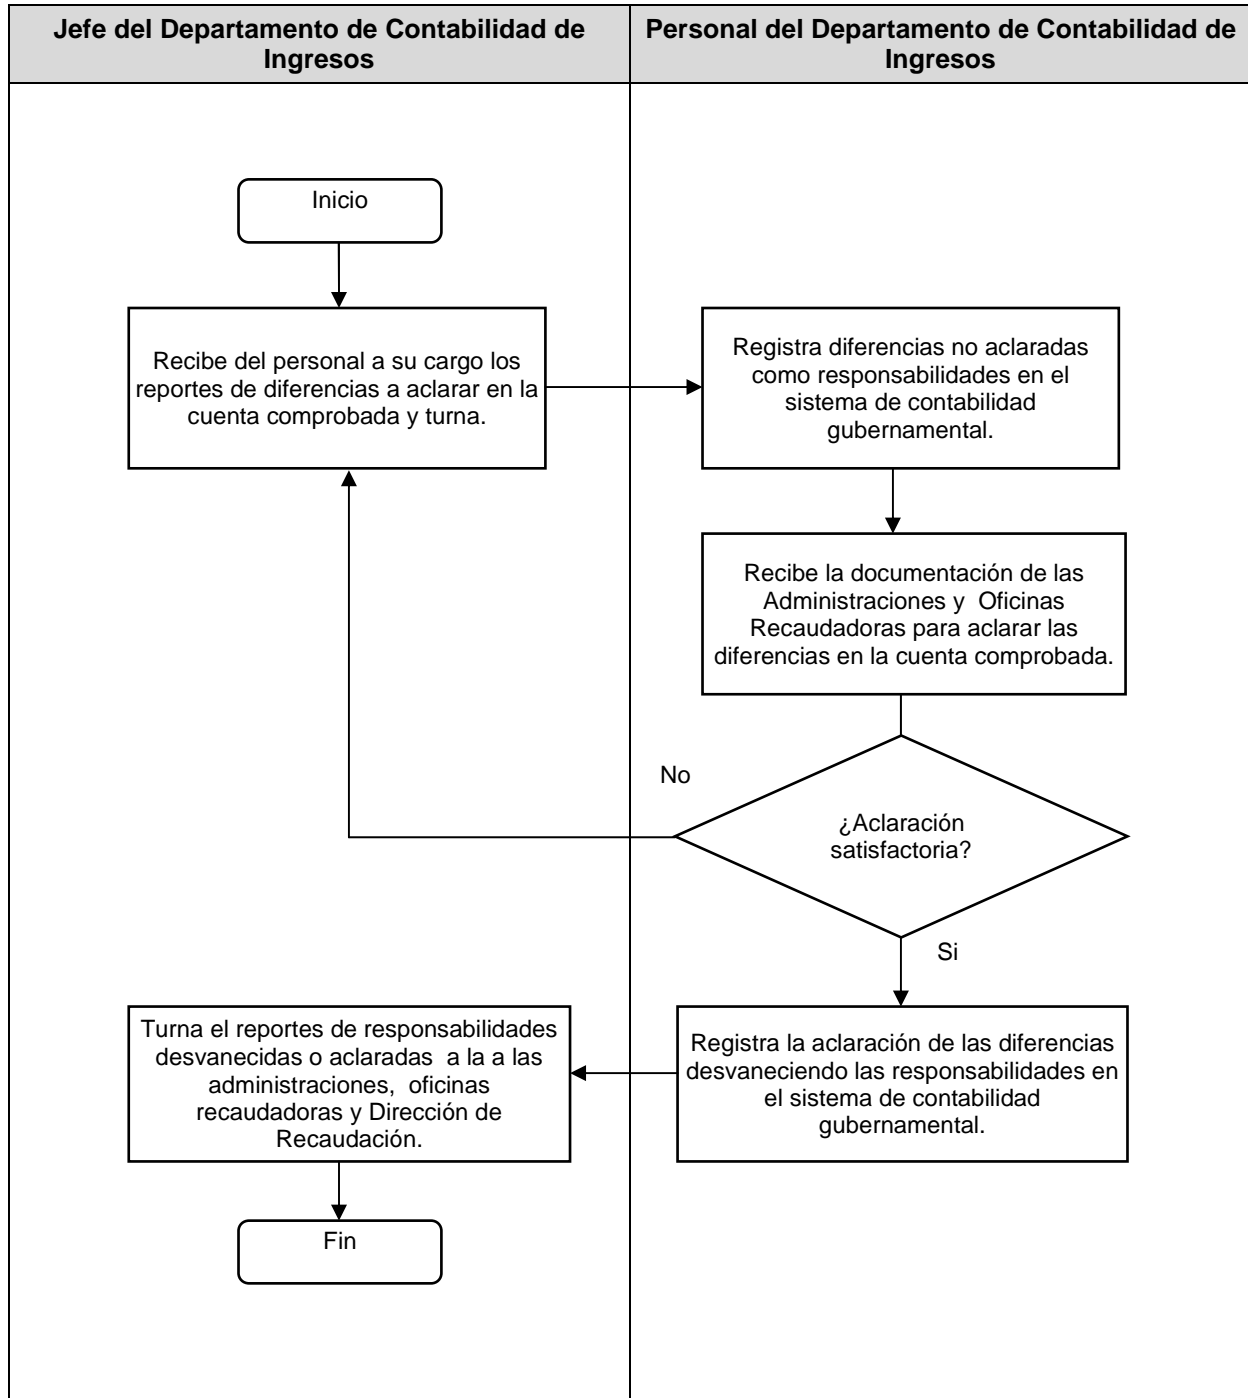 Jefe del Departamento de Contabilidad de
Ingresos
Personal del Departamento de Contabilidad de
Ingresos
Inicio
Recibe del personal a su cargo los
reportes de diferencias a aclarar en la
cuenta comprobada y turna.
Registra diferencias no aclaradas
como responsabilidades en el
sistema de contabilidad
gubernamental.
Recibe la documentación de las
Administraciones y Oficinas
Recaudadoras para aclarar las
diferencias en la cuenta comprobada.
No
¿Aclaración
satisfactoria?
Si
Registra la aclaración de las diferencias
desvaneciendo las responsabilidades en
el sistema de contabilidad
gubernamental.
Turna el reportes de responsabilidades
desvanecidas o aclaradas a la a las
administraciones, oficinas
recaudadoras y Dirección de
Recaudación.
Fin